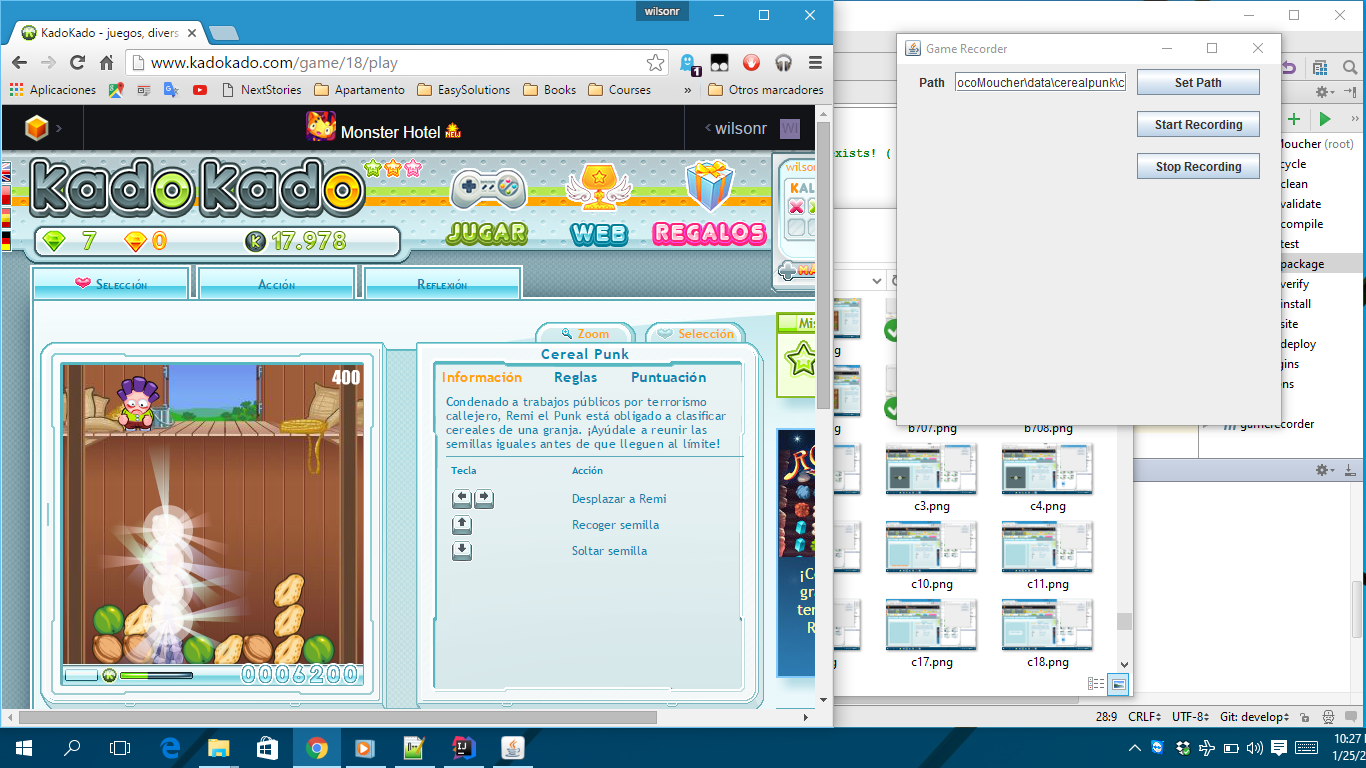 wilsonr
KadoKado - juegos, divers
www.kadokado.com/game/18/play
1
Aplicaciones
NextStories
Apartamento
EasySolutions
Books
Courses
»
Otros marcadores
Monster Hotel NEW
wilsonr
WI
KadoKado
7
0
K 17.978
JUGAR
WEB
REGALOS
wilson
KAL
Selección
Acción
Reflexión
Zoom
Selección
Cereal Punk
Información
Reglas
Puntuación
Condenado a trabajos públicos por terrorismo
callejero, Remi el Punk está obligado a clasificar
cereales de una granja. ¡Ayúdale a reunir las
semillas iguales antes de que lleguen al límite!
Tecla
Acción
Desplazar a Remi
Recoger semilla
Soltar semilla
400
0006200
Mis
Game Recorder
Path
ocoMoucher\data\cerealpunk\c
Set Path
Start Recording
Stop Recording
xists! (
Moucher (root)
cycle
clean
validate
compile
test
package
verify
install
site
deploy
gins
ns
gamerecorder
b707.png
b708.png
c3.png
c4.png
c10.png
c11.png
c17.png
c18.png
28:9
CRLF
UTF-8
Git: develop
10:27
1/25/2